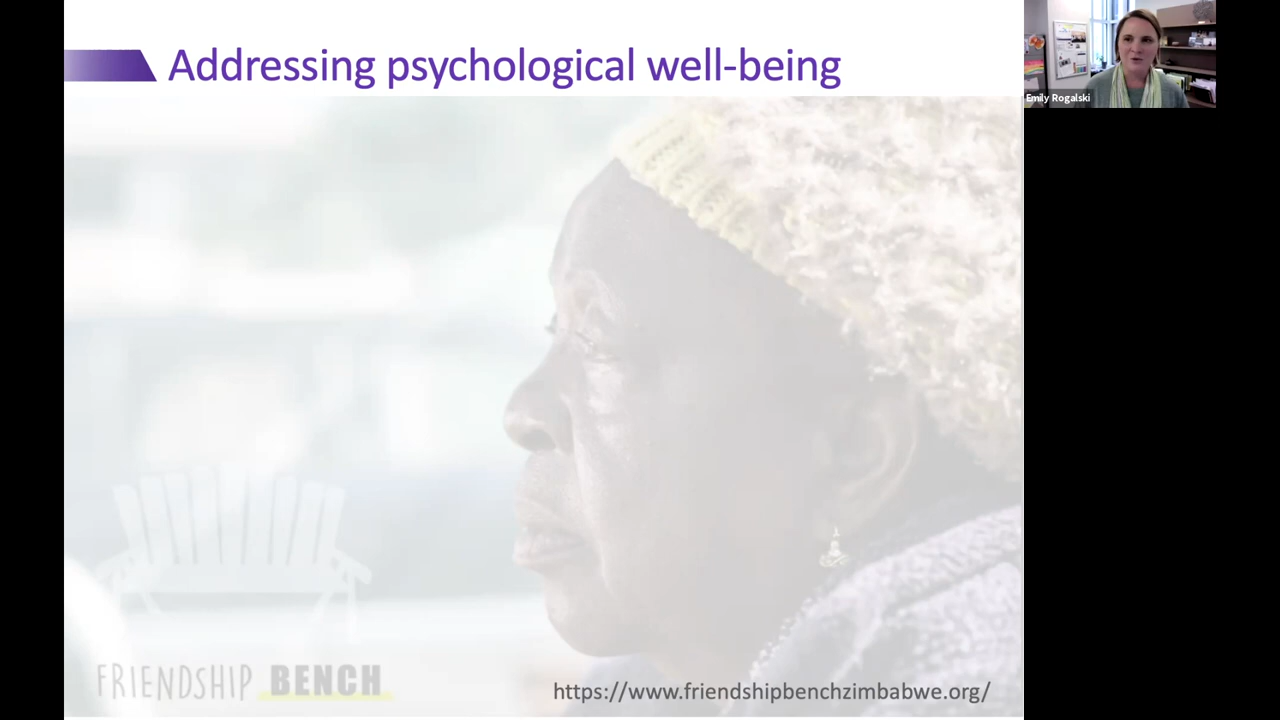 Addressing psychological well-being
Emily Rogalski
FRIENDSHIP BENCH
https://www.friendshipbenchzimbabwe.org/